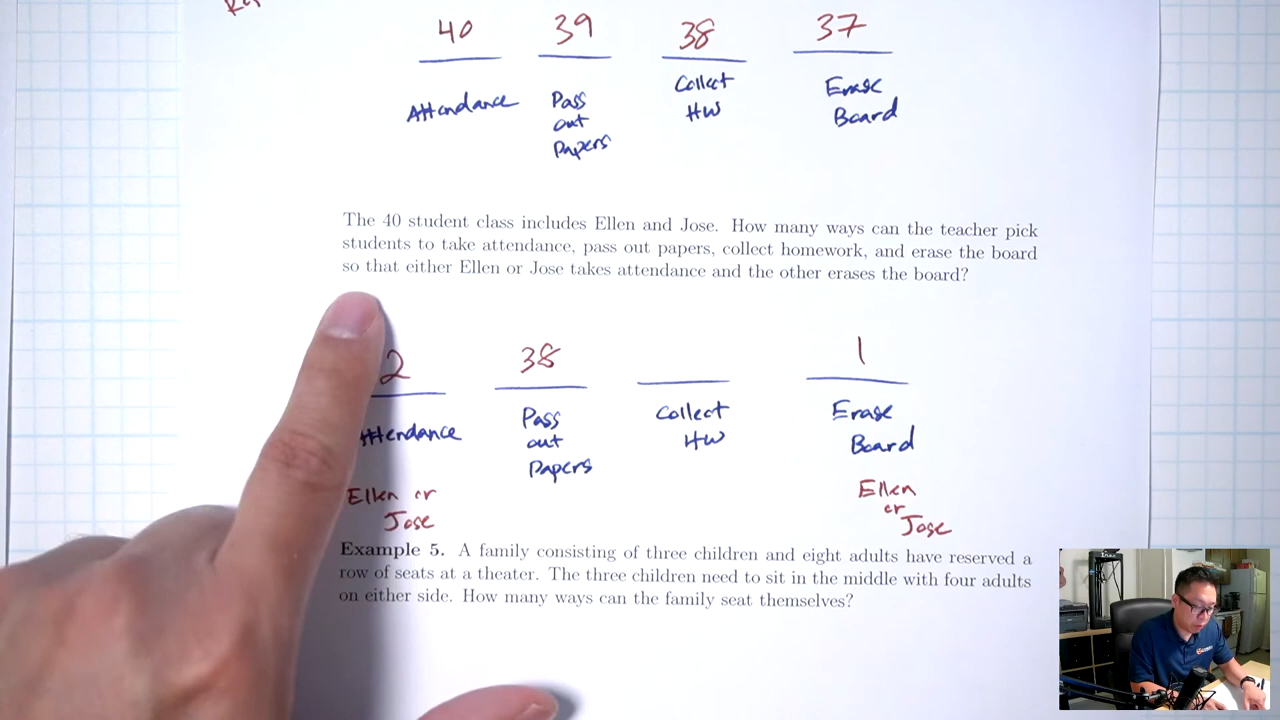 40 39 38 37
Attendance Pass out Papers Collect HW Erase Board
The 40 student class includes Ellen and Jose. How many ways can the teacher pick
students to take attendance, pass out papers, collect homework, and erase the board
so that either Ellen or Jose takes attendance and the other erases the board?
2 38 1
Attendance Pass out Papers Collect HW Erase Board
Ellen or Jose Ellen or Jose
Example 5. A family consisting of three children and eight adults have reserved a
row of seats at a theater. The three children need to sit in the middle with four adults
on either side. How many ways can the family seat themselves?